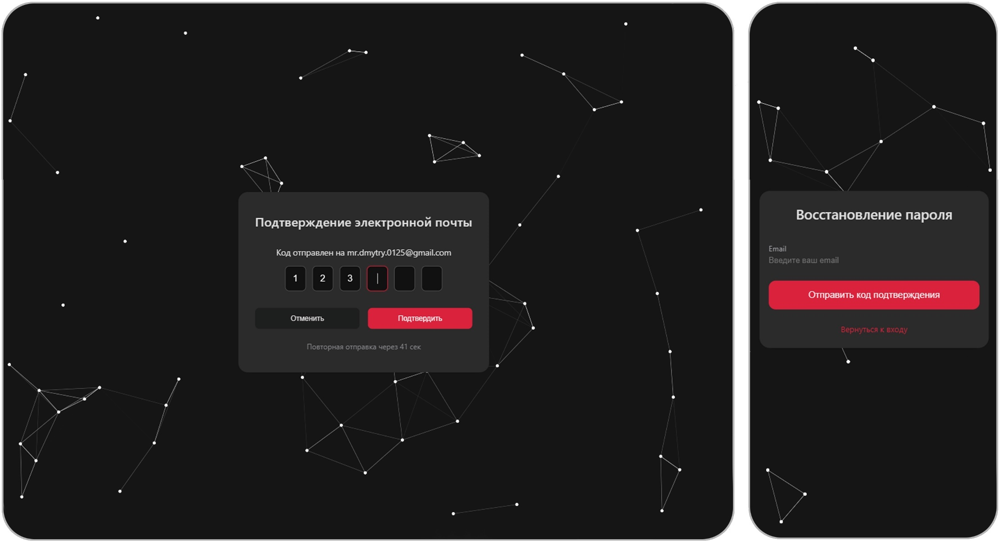 Подтверждение электронной почты
Код отправлен на mr.dmytry.0125@gmail.com
1 2 3
Отменить Подтвердить
Повторная отправка через 41 сек
Восстановление пароля
Email
Введите ваш email
Отправить код подтверждения
Вернуться к входу